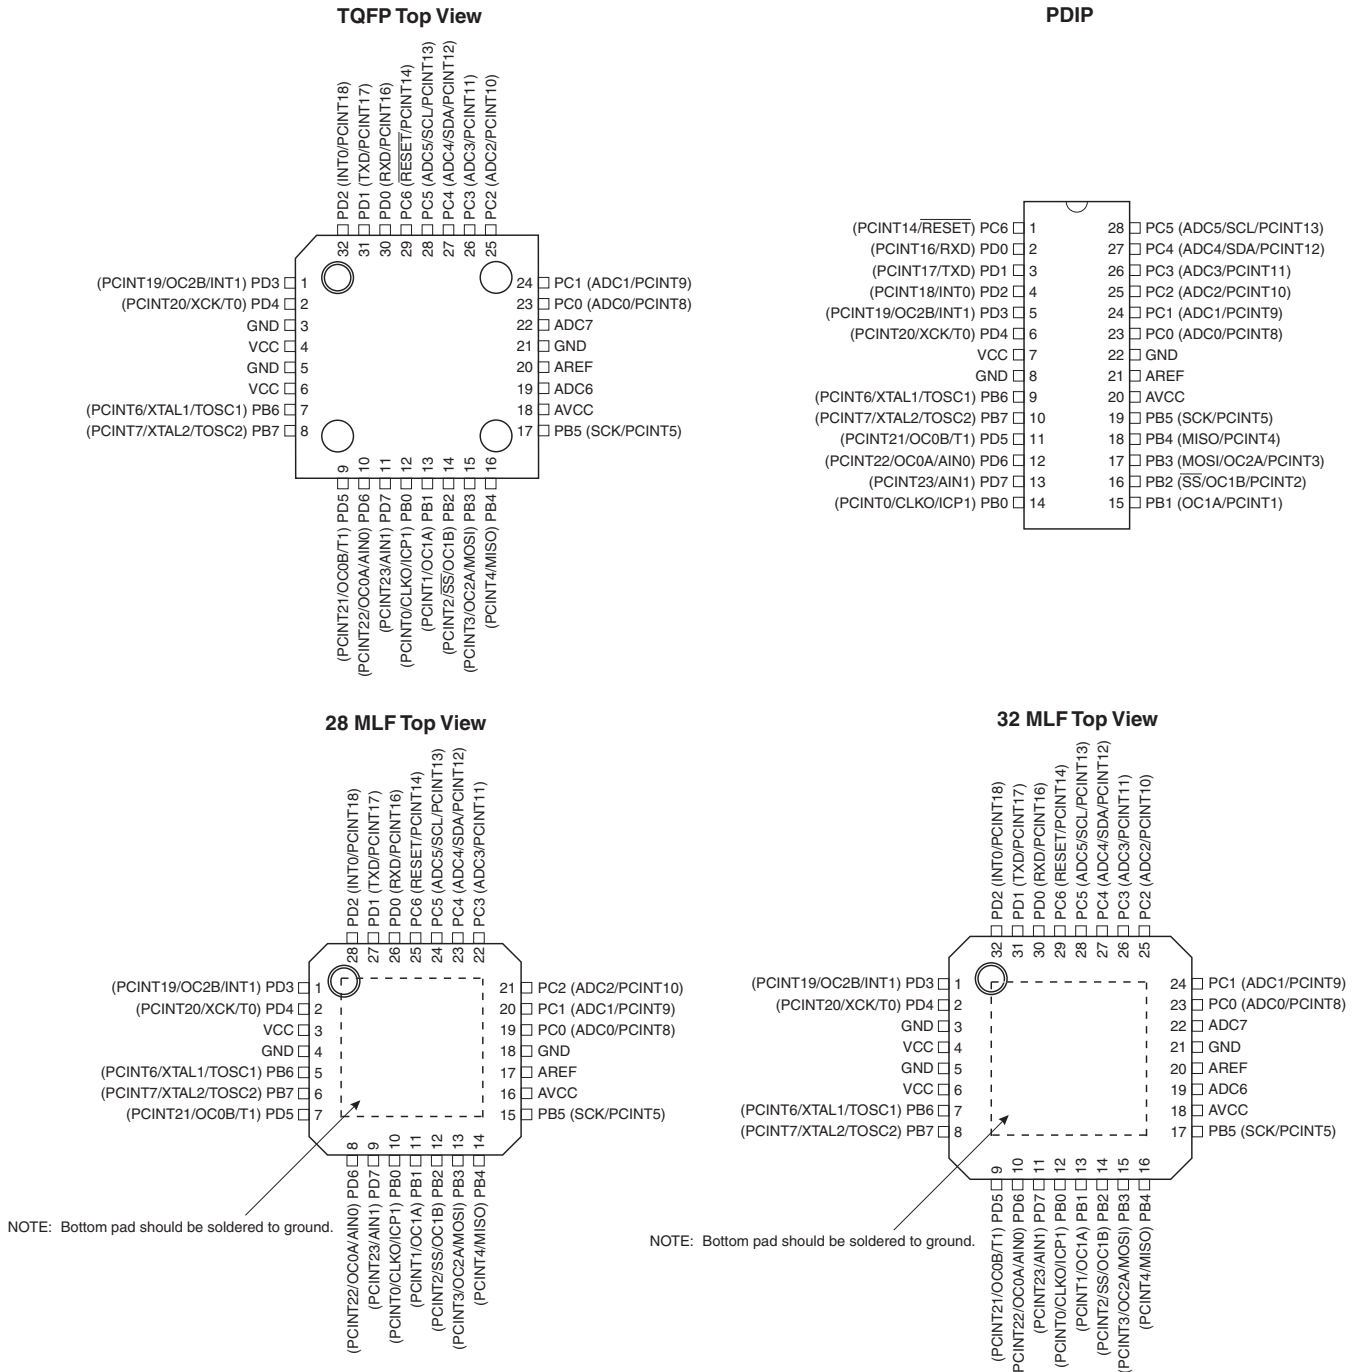 TQFP Top View
PD2 (INT0/PCINT18)
PD1 (TXD/PCINT17)
PD0 (RXD/PCINT16)
PC6 (RESET/PCINT14)
PC5 (ADC5/SCL/PCINT13)
PC4 (ADC4/SDA/PCINT12)
PC3 (ADC3/PCINT11)
PC2 (ADC2/PCINT10)
32 31 30 29 28 27 26 25
(PCINT19/OC2B/INT1) PD3 1
(PCINT20/XCK/T0) PD4 2
GND 3
VCC 4
GND 5
VCC 6
(PCINT6/XTAL1/TOSC1) PB6 7
(PCINT7/XTAL2/TOSC2) PB7 8
24 PC1 (ADC1/PCINT9)
23 PC0 (ADC0/PCINT8)
22 ADC7
21 GND
20 AREF
19 ADC6
18 AVCC
17 PB5 (SCK/PCINT5)
9 10 11 12 13 14 15 16
(PCINT21/OC0B/T1) PD5
(PCINT22/OC0A/AIN0) PD6
(PCINT23/AIN1) PD7
(PCINT0/CLKO/ICP1) PB0
(PCINT1/OC1A) PB1
(PCINT2/SS/OC1B) PB2
(PCINT3/OC2A/MOSI) PB3
(PCINT4/MISO) PB4
PDIP
(PCINT14/RESET) PC6 1
(PCINT16/RXD) PD0 2
(PCINT17/TXD) PD1 3
(PCINT18/INT0) PD2 4
(PCINT19/OC2B/INT1) PD3 5
(PCINT20/XCK/T0) PD4 6
VCC 7
GND 8
(PCINT6/XTAL1/TOSC1) PB6 9
(PCINT7/XTAL2/TOSC2) PB7 10
(PCINT21/OC0B/T1) PD5 11
(PCINT22/OC0A/AIN0) PD6 12
(PCINT23/AIN1) PD7 13
(PCINT0/CLKO/ICP1) PB0 14
28 PC5 (ADC5/SCL/PCINT13)
27 PC4 (ADC4/SDA/PCINT12)
26 PC3 (ADC3/PCINT11)
25 PC2 (ADC2/PCINT10)
24 PC1 (ADC1/PCINT9)
23 PC0 (ADC0/PCINT8)
22 GND
21 AREF
20 AVCC
19 PB5 (SCK/PCINT5)
18 PB4 (MISO/PCINT4)
17 PB3 (MOSI/OC2A/PCINT3)
16 PB2 (SS/OC1B/PCINT2)
15 PB1 (OC1A/PCINT1)
28 MLF Top View
PD2 (INT0/PCINT18)
PD1 (TXD/PCINT17)
PD0 (RXD/PCINT16)
PC6 (RESET/PCINT14)
PC5 (ADC5/SCL/PCINT13)
PC4 (ADC4/SDA/PCINT12)
PC3 (ADC3/PCINT11)
28 27 26 25 24 23 22
(PCINT19/OC2B/INT1) PD3 1
(PCINT20/XCK/T0) PD4 2
VCC 3
GND 4
(PCINT6/XTAL1/TOSC1) PB6 5
(PCINT7/XTAL2/TOSC2) PB7 6
(PCINT21/OC0B/T1) PD5 7
21 PC2 (ADC2/PCINT10)
20 PC1 (ADC1/PCINT9)
19 PC0 (ADC0/PCINT8)
18 GND
17 AREF
16 AVCC
15 PB5 (SCK/PCINT5)
8 9 10 11 12 13 14
(PCINT22/OC0A/AIN0) PD6
(PCINT23/AIN1) PD7
(PCINT0/CLKO/ICP1) PB0
(PCINT1/OC1A) PB1
(PCINT2/SS/OC1B) PB2
(PCINT3/OC2A/MOSI) PB3
(PCINT4/MISO) PB4
NOTE: Bottom pad should be soldered to ground.
32 MLF Top View
PD2 (INT0/PCINT18)
PD1 (TXD/PCINT17)
PD0 (RXD/PCINT16)
PC6 (RESET/PCINT14)
PC5 (ADC5/SCL/PCINT13)
PC4 (ADC4/SDA/PCINT12)
PC3 (ADC3/PCINT11)
PC2 (ADC2/PCINT10)
32 31 30 29 28 27 26 25
(PCINT19/OC2B/INT1) PD3 1
(PCINT20/XCK/T0) PD4 2
GND 3
VCC 4
GND 5
VCC 6
(PCINT6/XTAL1/TOSC1) PB6 7
(PCINT7/XTAL2/TOSC2) PB7 8
24 PC1 (ADC1/PCINT9)
23 PC0 (ADC0/PCINT8)
22 ADC7
21 GND
20 AREF
19 ADC6
18 AVCC
17 PB5 (SCK/PCINT5)
9 10 11 12 13 14 15 16
(PCINT21/OC0B/T1) PD5
(PCINT22/OC0A/AIN0) PD6
(PCINT23/AIN1) PD7
(PCINT0/CLKO/ICP1) PB0
(PCINT1/OC1A) PB1
(PCINT2/SS/OC1B) PB2
(PCINT3/OC2A/MOSI) PB3
(PCINT4/MISO) PB4
NOTE: Bottom pad should be soldered to ground.